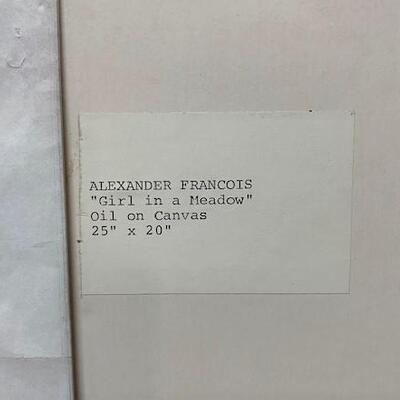 ALEXANDER FRANCOIS
"Girl in a Meadow"
Oil on Canvas
25" x 20"